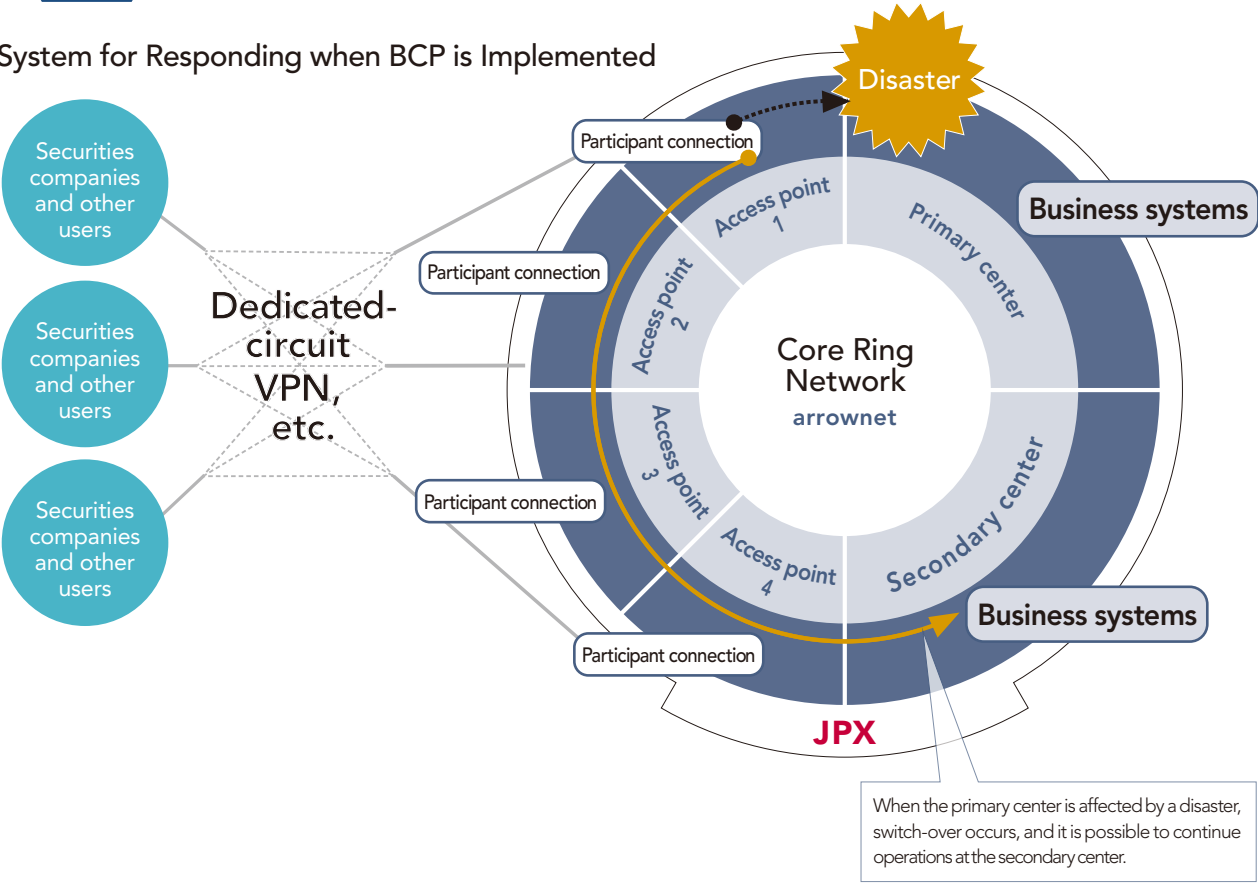 System for Responding when BCP is Implemented
Disaster
Securities
companies
and other
users
Securities
companies
and other
users
Securities
companies
and other
users
Dedicated-
circuit
VPN,
etc.
Participant connection
Participant connection
Participant connection
Participant connection
Access point
1
Access point
2
Access point
3
Access point
4
Primary center
Secondary center
Business systems
Business systems
Core Ring
Network
arrownet
JPX
When the primary center is affected by a disaster,
switch-over occurs, and it is possible to continue
operations at the secondary center.